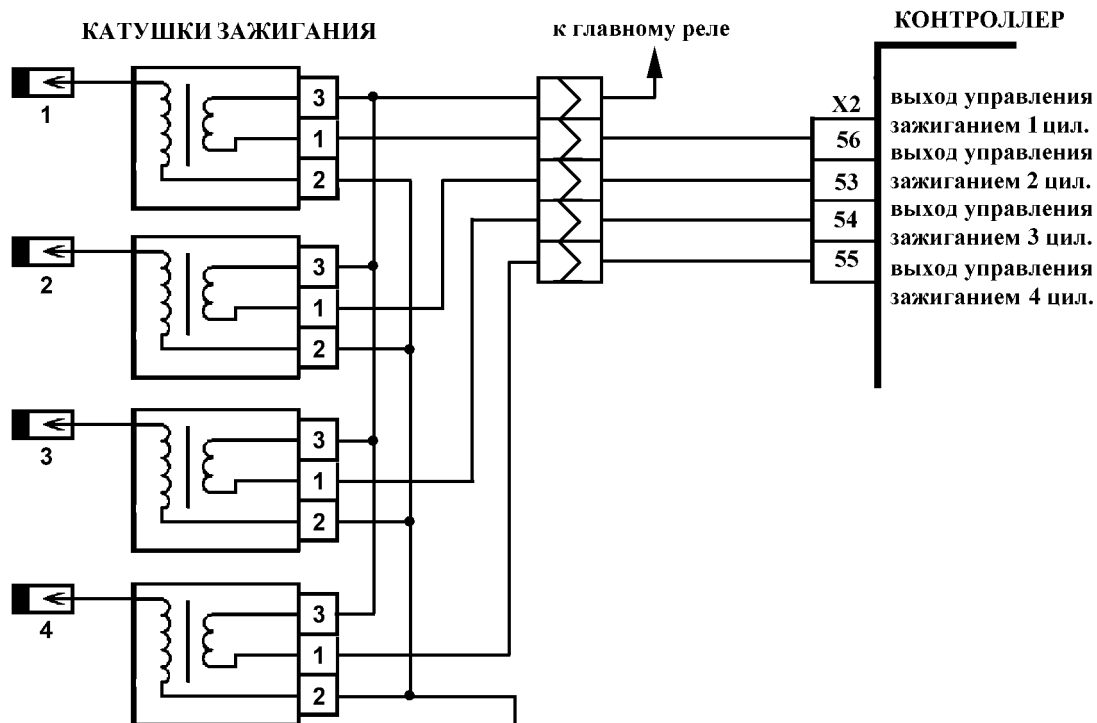 КАТУШКИ ЗАЖИГАНИЯ
к главному реле
КОНТРОЛЛЕР
1
3
1
2
2
3
1
2
3
3
1
2
4
3
1
2
X2
56
53
54
55
выход управления
зажиганием 1 цил.
выход управления
зажиганием 2 цил.
выход управления
зажиганием 3 цил.
выход управления
зажиганием 4 цил.